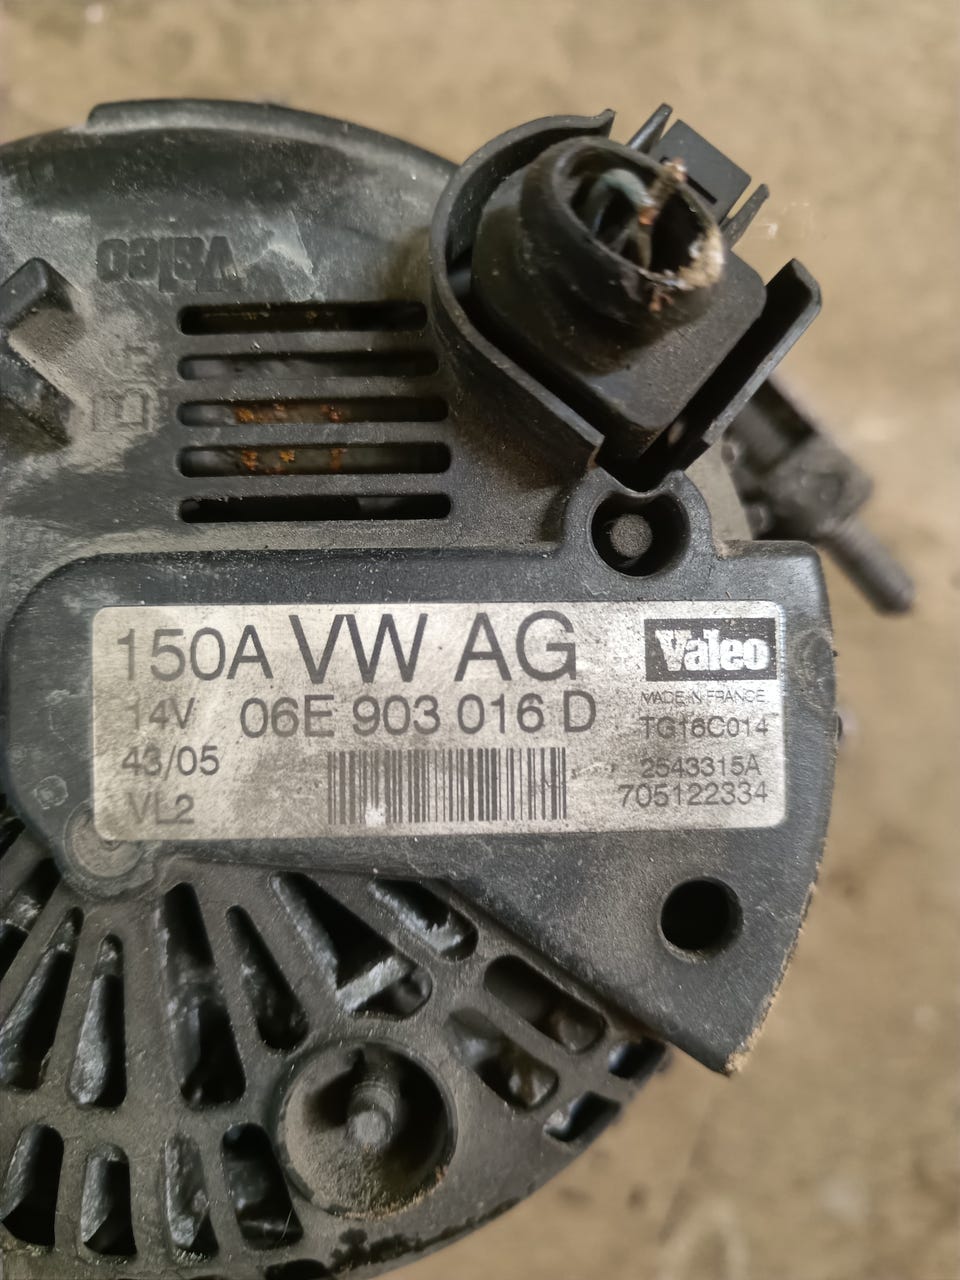 Valeo
150A VW AG
Valeo
MADE IN FRANCE
14V 06E 903 016 D
TG16C014
43/05
2543315A
VL2
705122334